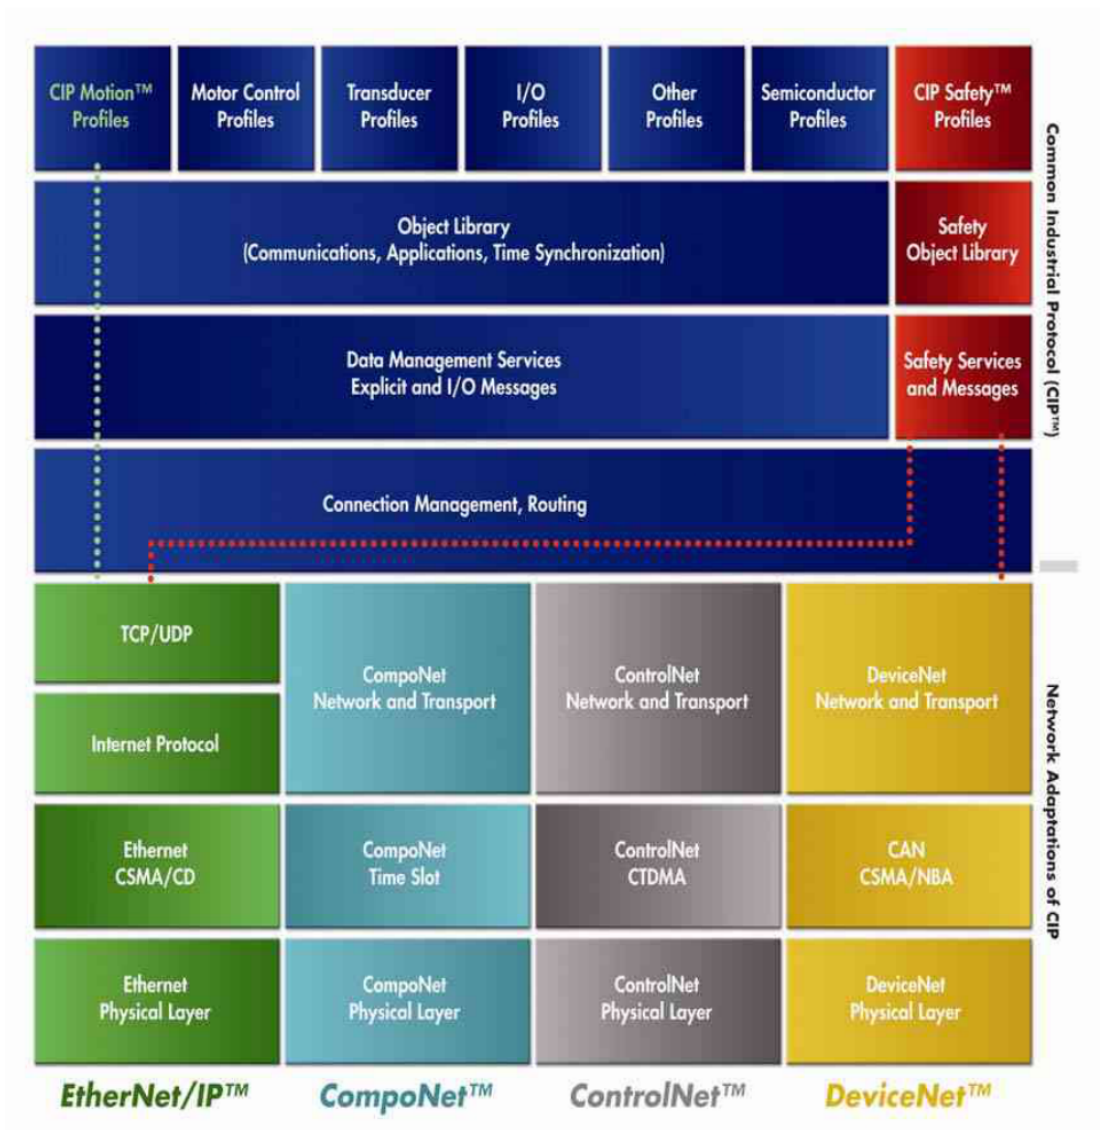 CIP Motion™
Profiles
Motor Control
Profiles
Transducer
Profiles
I/O
Profiles
Other
Profiles
Semiconductor
Profiles
CIP Safety™
Profiles
Object Library
(Communications, Applications, Time Synchronization)
Safety
Object Library
Data Management Services
Explicit and I/O Messages
Safety Services
and Messages
Connection Management, Routing
Common Industrial Protocol (CIP™)
TCP/UDP
Internet Protocol
CompoNet
Network and Transport
ControlNet
Network and Transport
DeviceNet
Network and Transport
Ethernet
CSMA/CD
CompoNet
Time Slot
ControlNet
CTDMA
CAN
CSMA/NBA
Ethernet
Physical Layer
CompoNet
Physical Layer
ControlNet
Physical Layer
DeviceNet
Physical Layer
Network Adaptations of CIP
EtherNet/IP™
CompoNet™
ControlNet™
DeviceNet™